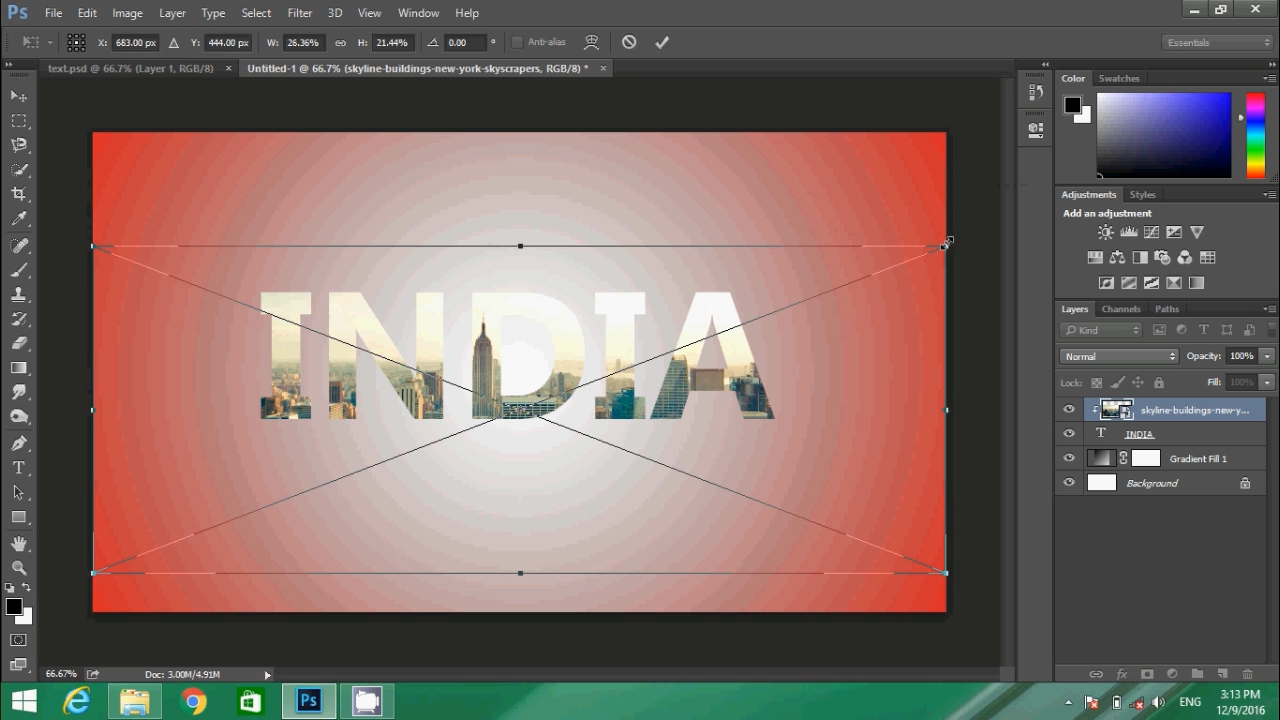 Ps File Edit Image Layer Type Select Filter 3D View Window Help
X: 683.00 px Y: 444.00 px W: 26.36% H: 21.44% 0.00 ° Anti-alias Essentials
text.psd @ 66.7% (Layer 1, RGB/8) × Untitled-1 @ 66.7% (skyline-buildings-new-york-skyscrapers, RGB/8) * ×
Color Swatches
Adjustments Styles
Add an adjustment
INDIA
Layers Channels Paths
Kind
Normal Opacity: 100%
Lock: Fill: 100%
skyline-buildings-new-y...
T INDIA
Gradient Fill 1
Background
66.67% Doc: 3.00M/4.91M
Ps ENG 3:13 PM
12/9/2016